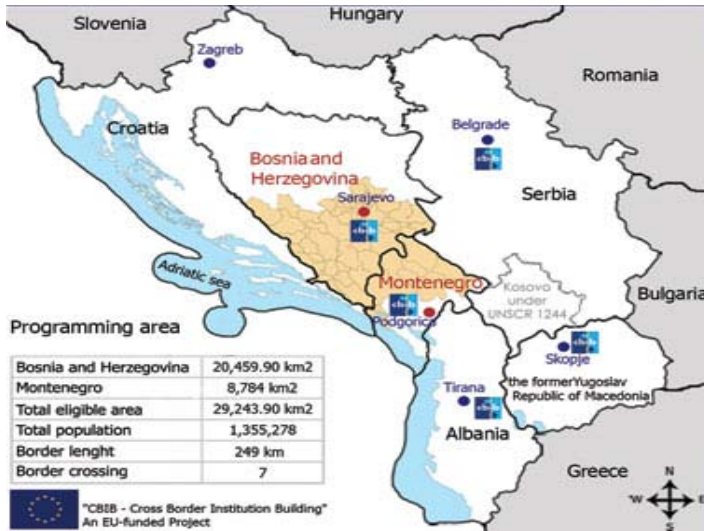 Hungary
Slovenia
Zagreb
Romania
Croatia
Belgrade
Bosnia and
Herzegovina
Serbia
Sarajevo
Adriatic sea
Montenegro
Kosovo
under
UNSCR 1244
Bulgaria
Podgorica
Skopje
the former Yugoslav
Republic of Macedonia
Tirana
Albania
Greece
Programming area
Bosnia and Herzegovina 20,459.90 km2
Montenegro 8,784 km2
Total eligible area 29,243.90 km2
Total population 1,355,278
Border lenght 249 km
Border crossing 7
"CBIB - Cross Border Institution Building"
An EU-funded Project
N
W E
S